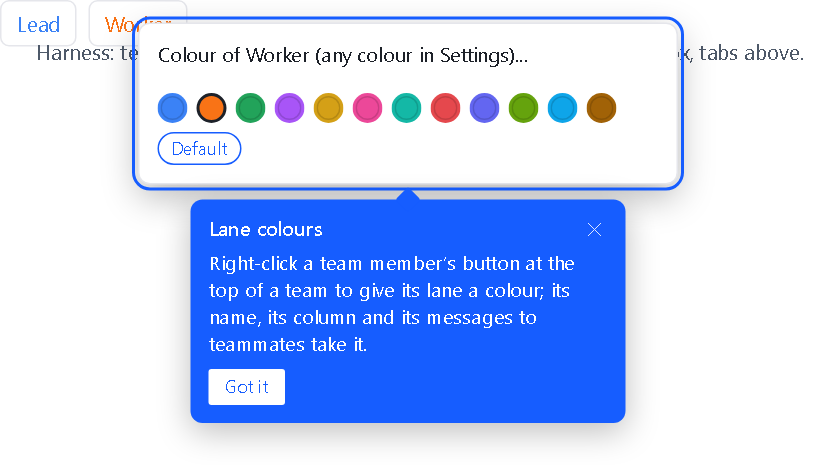 Lead
Worker
Harness: te
x, tabs above.
Colour of Worker (any colour in Settings)...
Default
Lane colours
Right-click a team member's button at the
top of a team to give its lane a colour; its
name, its column and its messages to
teammates take it.
Got it